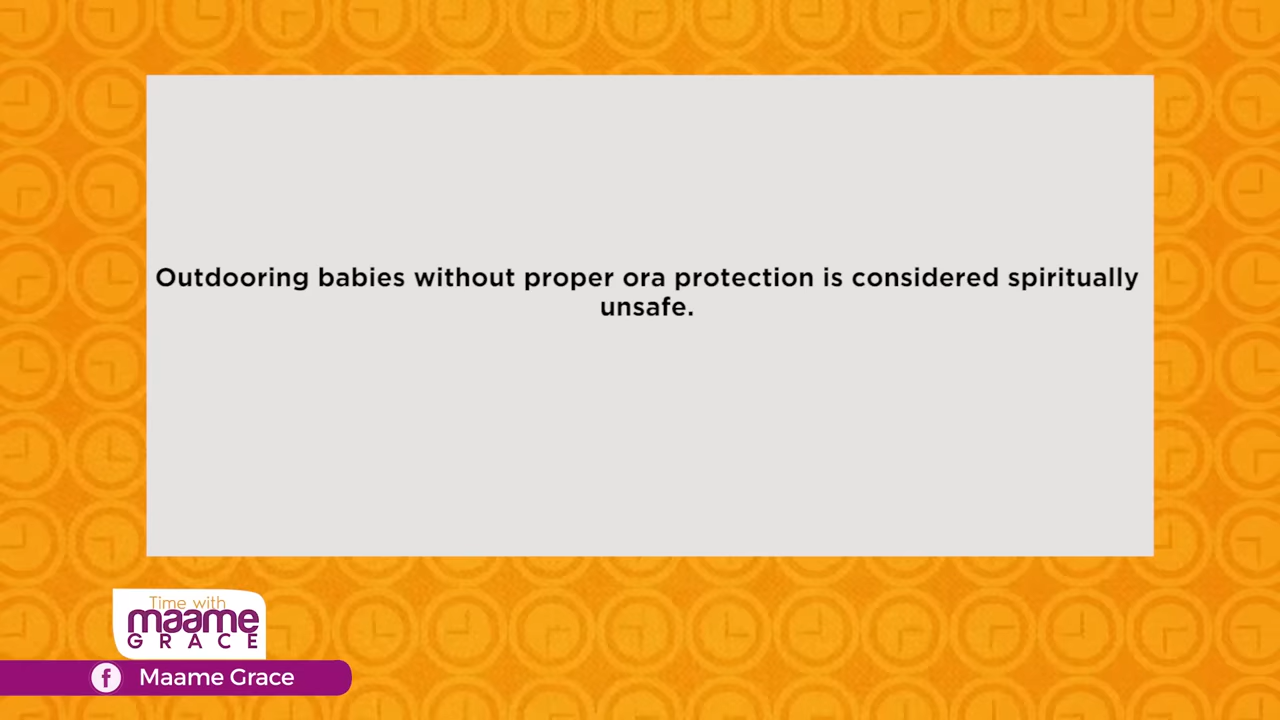 Outdooring babies without proper ora protection is considered spiritually
unsafe.
Time with
maame
GRACE
Maame Grace